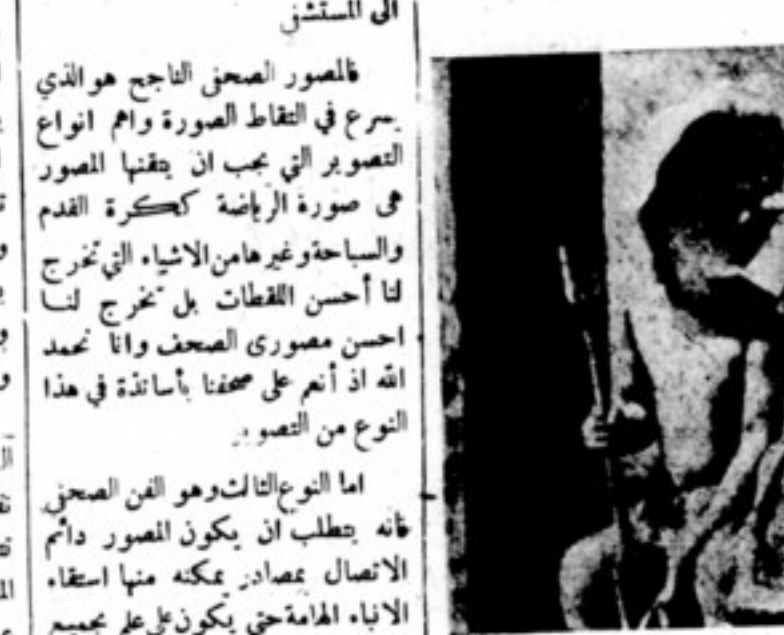 الى المستشفى
فالمصور الصحفى الناجح هو الذي
يسرع في التقاط الصورة واهم انواع
التصوير التي يجب ان يتقنها المصور
هى صورة الرياضة ككرة القدم
والسباحة وغيرها من الاشياء التي تخرج
لنا أحسن اللقطات بل تخرج لنا
احسن مصورى الصحف وانا نحمد
الله اذ أنعم على صحفنا بأساتذة في هذا
النوع من التصوير
اما النوع الثالث وهو الفن الصحفي
فانه يتطلب ان يكون المصور دائم
الاتصال بمصادر يمكنه منها استقاء
الانباء الهامة حتى يكون على علم بجميع